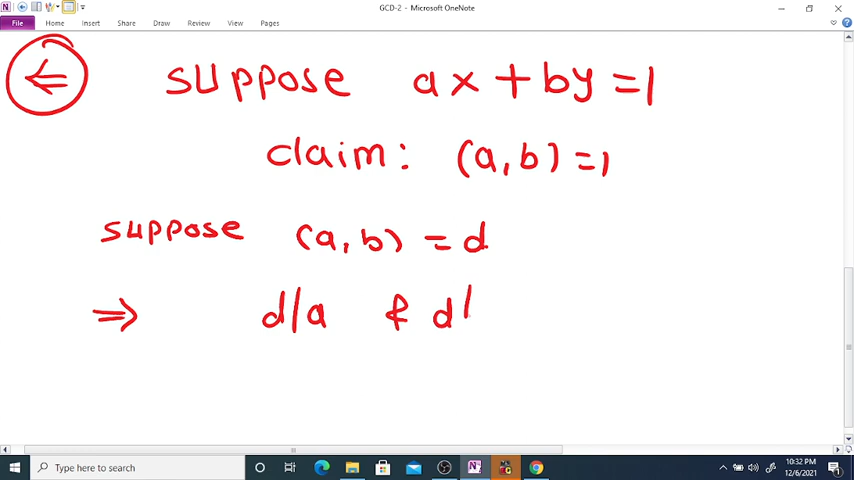 GCD-2 - Microsoft OneNote
File Home Insert Share Draw Review View Pages
⇐ suppose ax + by = 1
claim: (a, b) = 1
suppose (a, b) = d
⇒ d|a & d|
Type here to search
10:32 PM
12/6/2021